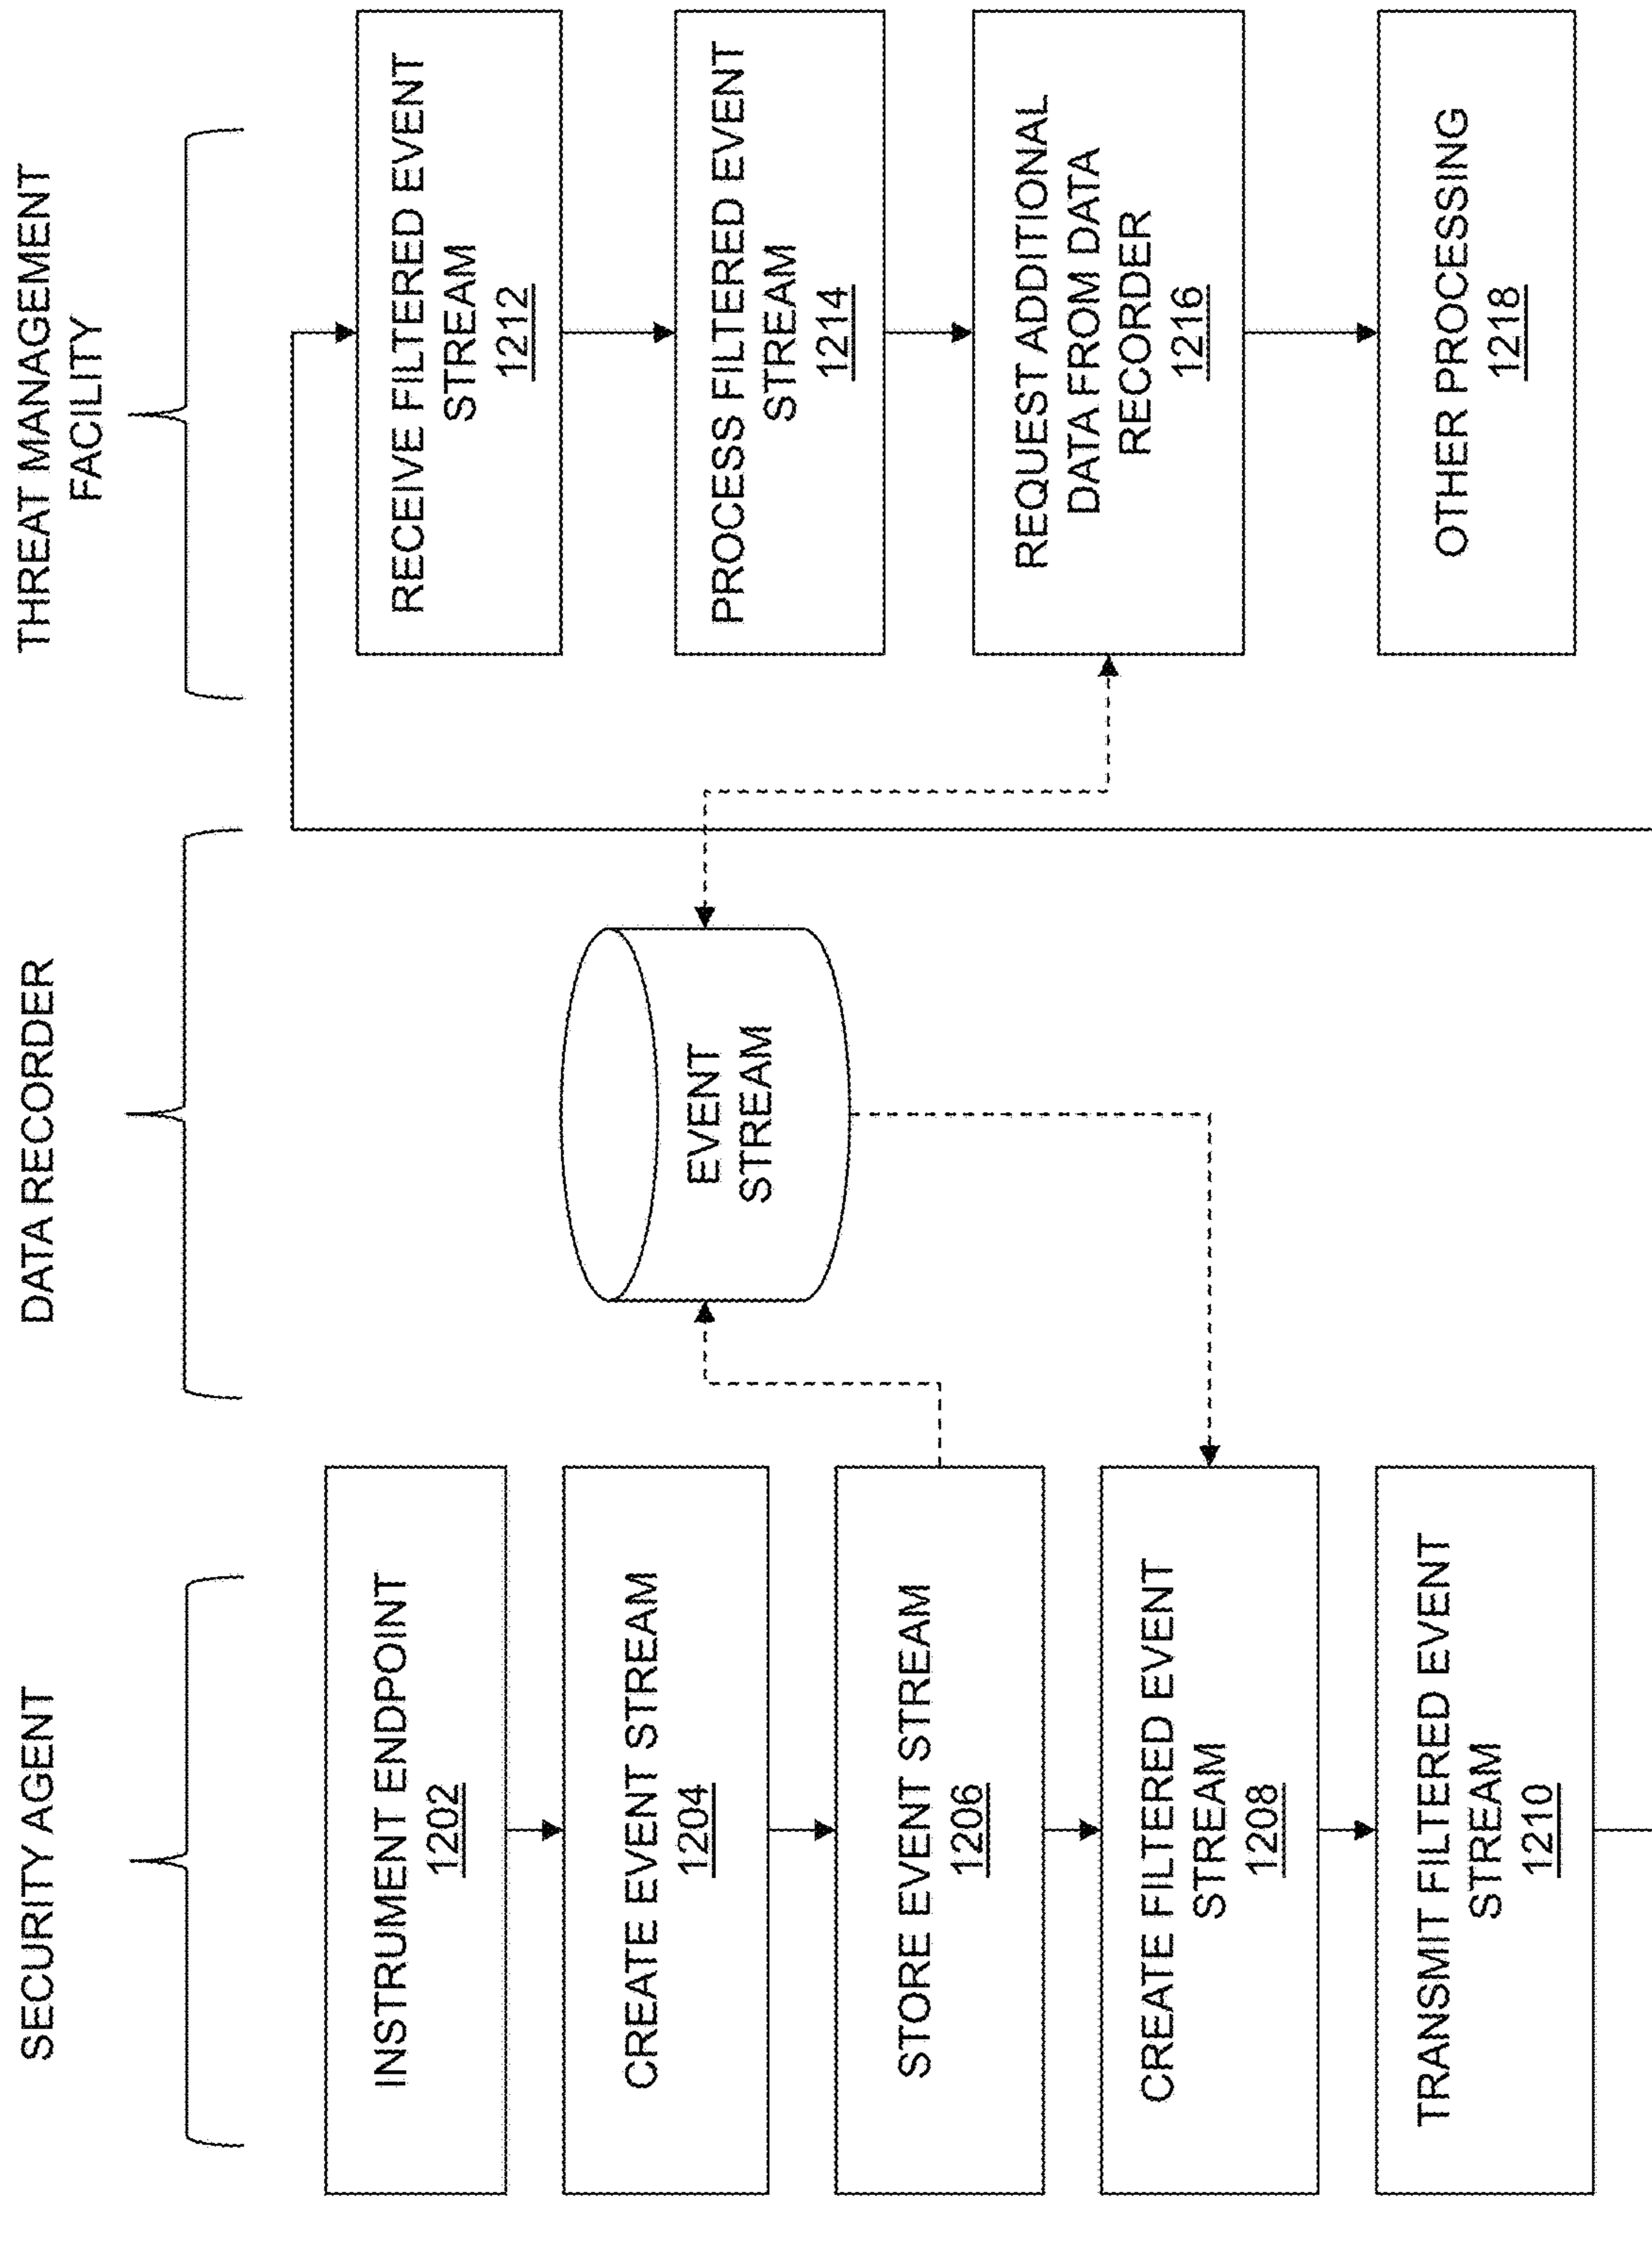 SECURITY AGENT
INSTRUMENT ENDPOINT
1202
CREATE EVENT STREAM
1204
STORE EVENT STREAM
1206
CREATE FILTERED EVENT
STREAM
1208
TRANSMIT FILTERED EVENT
STREAM
1210
DATA RECORDER
EVENT
STREAM
THREAT MANAGEMENT
FACILITY
RECEIVE FILTERED EVENT
STREAM
1212
PROCESS FILTERED EVENT
STREAM
1214
REQUEST ADDITIONAL
DATA FROM DATA
RECORDER
1216
OTHER PROCESSING
1218